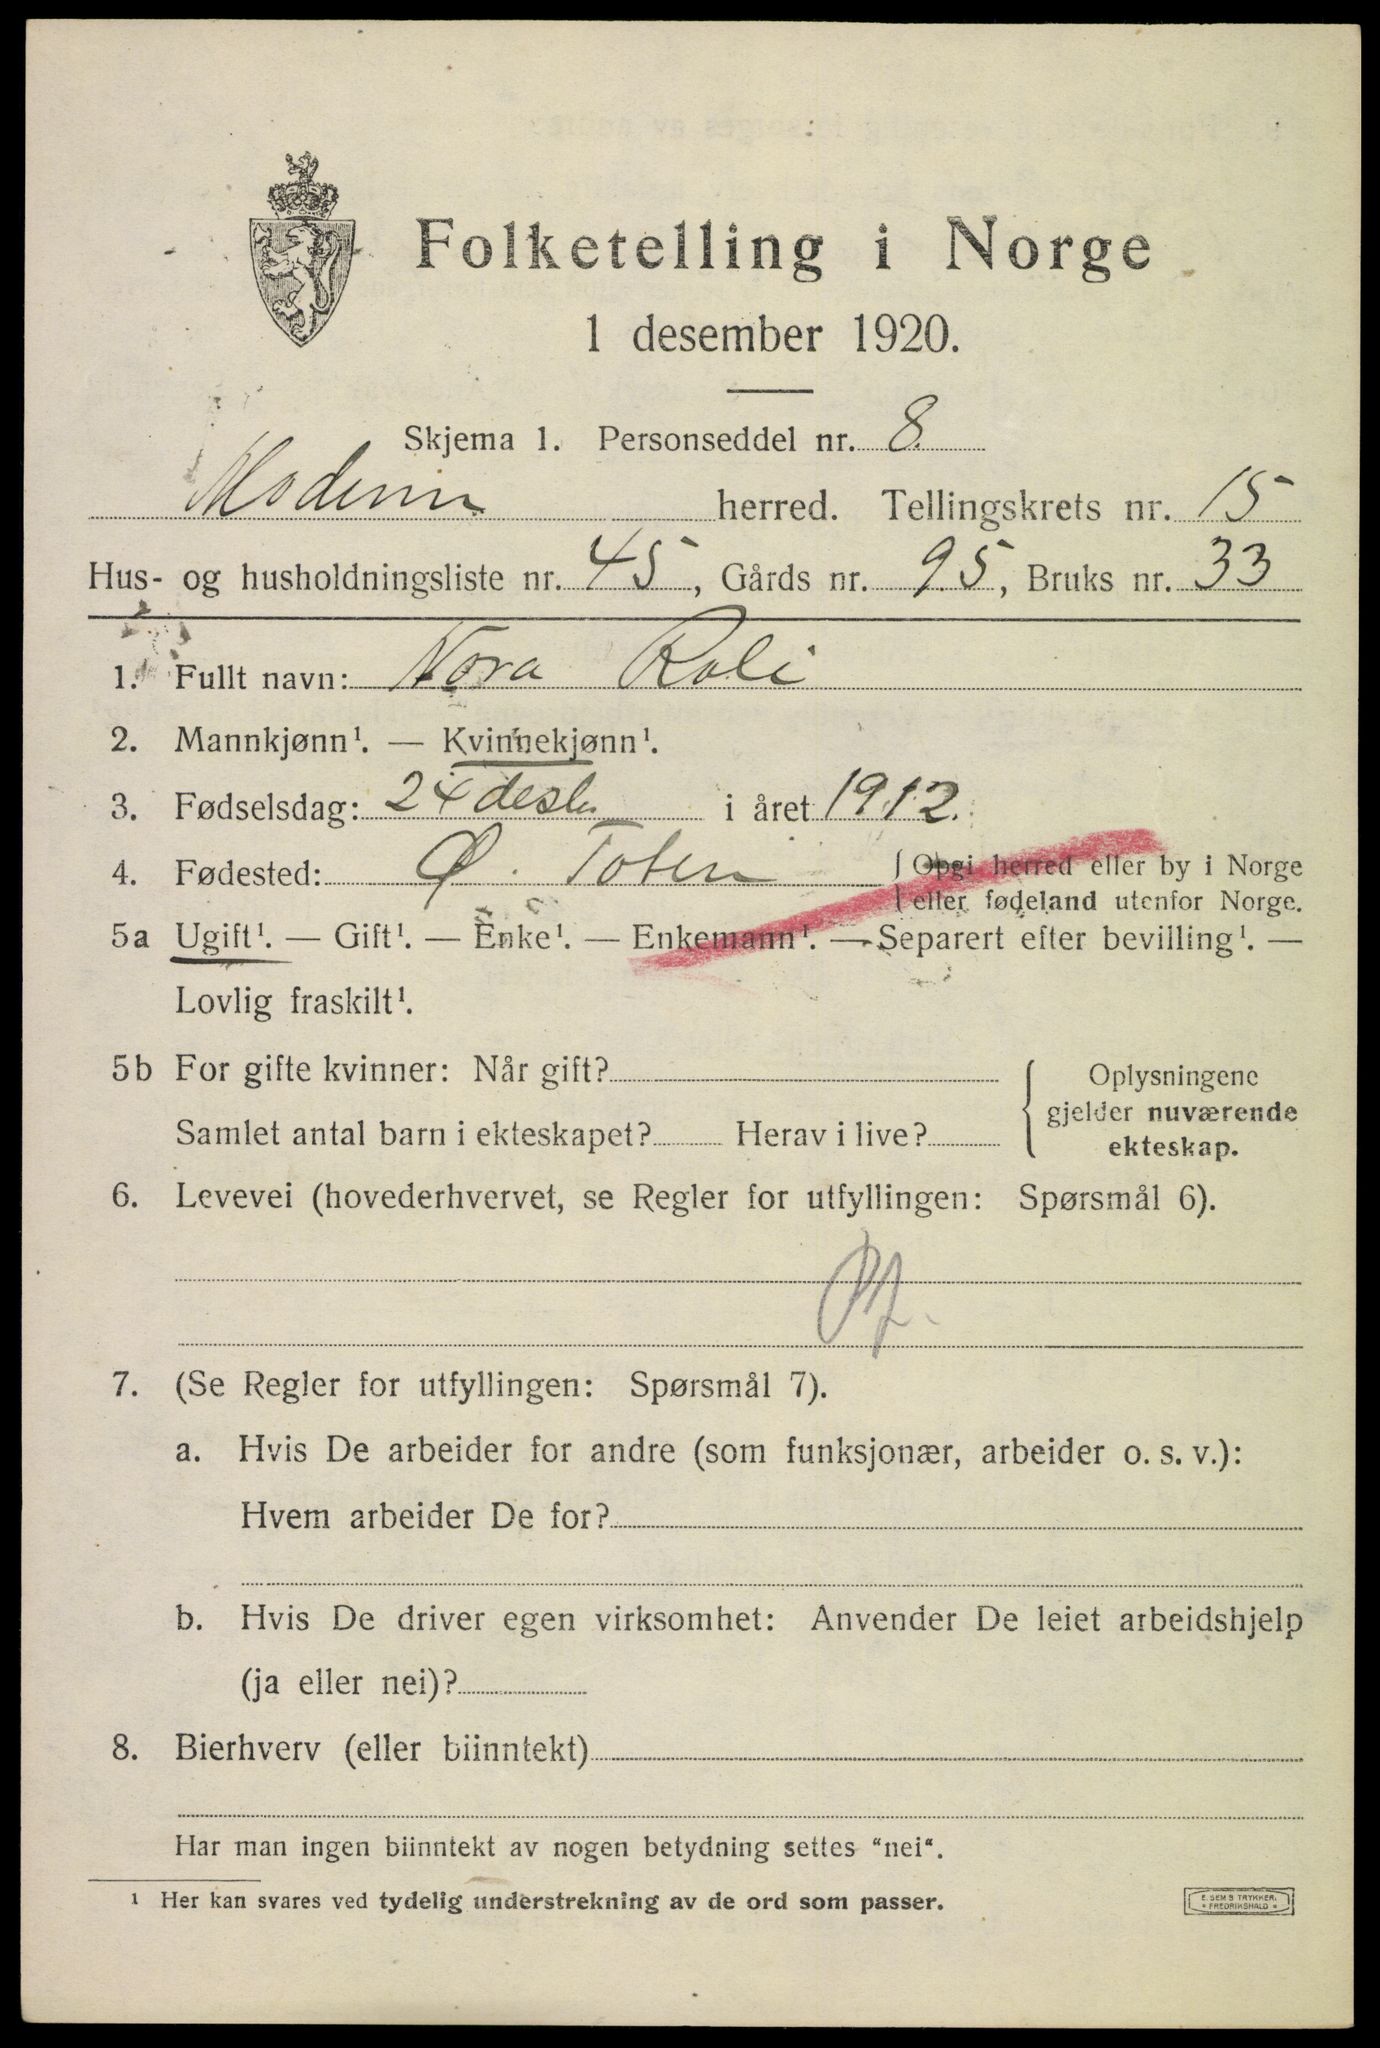 Folketelling i Norge
1 desember 1920.
Skjema 1. Personseddel nr. 8.
Modum herred. Tellingskrets nr. 15
Hus- og husholdningsliste nr. 45, Gårds nr. 95, Bruks nr. 33
1. Fullt navn: Nora Roli
2. Mannkjønn¹. — Kvinnekjønn¹.
3. Fødselsdag: 24 desbr i året 1912.
4. Fødested: Ø. Toten { Opgi herred eller by i Norge
{ eller fødeland utenfor Norge.
5a Ugift¹. — Gift¹. — Enke¹. — Enkemann¹. — Separert efter bevilling¹. —
Lovlig fraskilt¹.
5b For gifte kvinner: Når gift?
Samlet antal barn i ekteskapet? Herav i live?
{ Oplysningene
gjelder nuværende
ekteskap.
6. Levevei (hovederhvervet, se Regler for utfyllingen: Spørsmål 6).
7. (Se Regler for utfyllingen: Spørsmål 7).
a. Hvis De arbeider for andre (som funksjonær, arbeider o. s. v.):
Hvem arbeider De for?
b. Hvis De driver egen virksomhet: Anvender De leiet arbeidshjelp
(ja eller nei)?
8. Bierhverv (eller biinntekt)
Har man ingen biinntekt av nogen betydning settes "nei".
¹ Her kan svares ved tydelig understrekning av de ord som passer.
E. SEM'S TRYKKERI.
* FREDRIKSHALD *